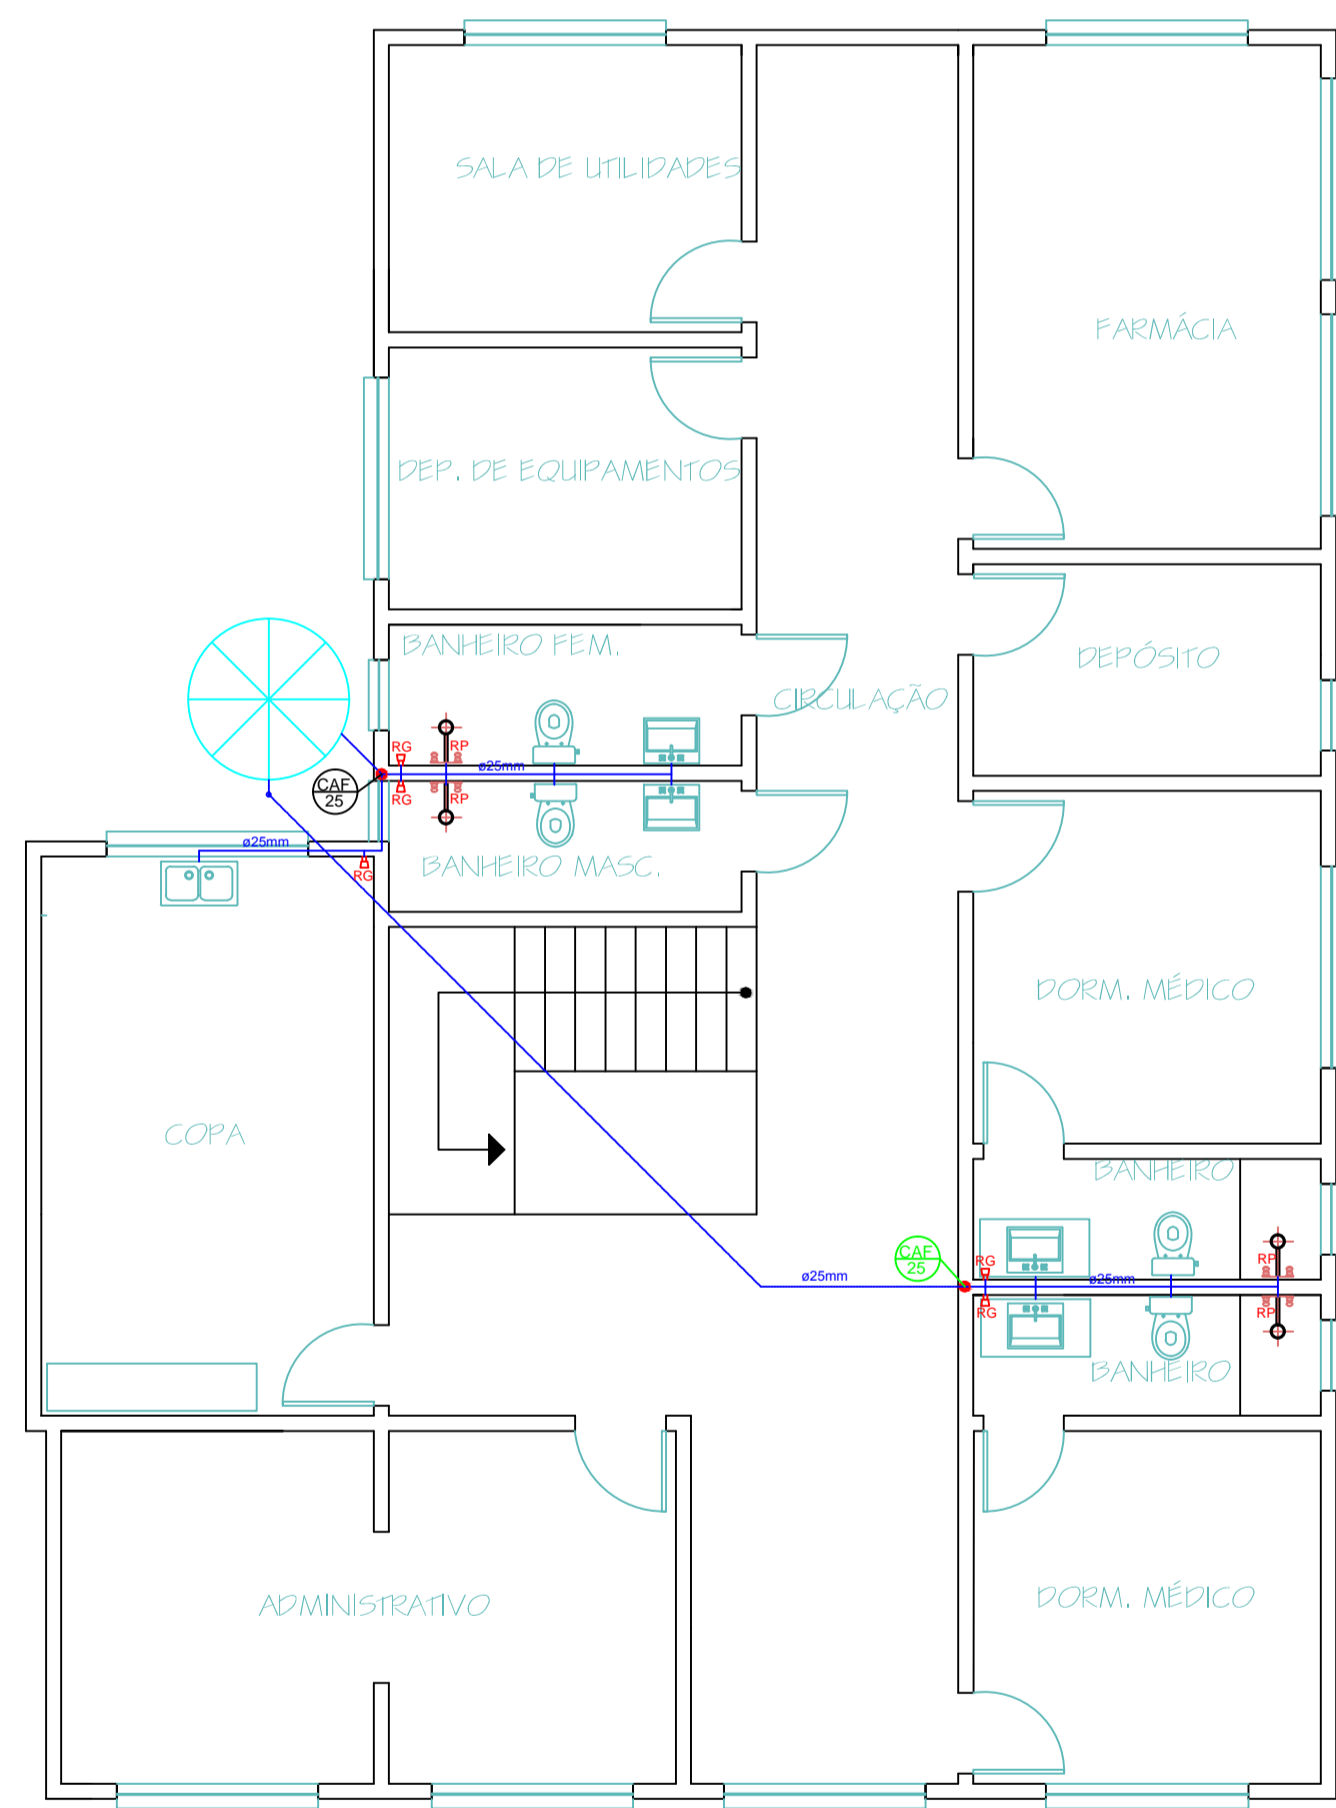 SALA DE UTILIDADES
FARMÁCIA
DEP. DE EQUIPAMENTOS
BANHEIRO FEM.
DEPÓSITO
CIRCULAÇÃO
RG
RP
ø25mm
CAF
25
RG
RP
ø25mm
BANHEIRO MASC.
RG
DORM. MÉDICO
COPA
BANHEIRO
CAF
25
RG
RP
ø25mm
ø25mm
RG
RP
BANHEIRO
ADMINISTRATIVO
DORM. MÉDICO